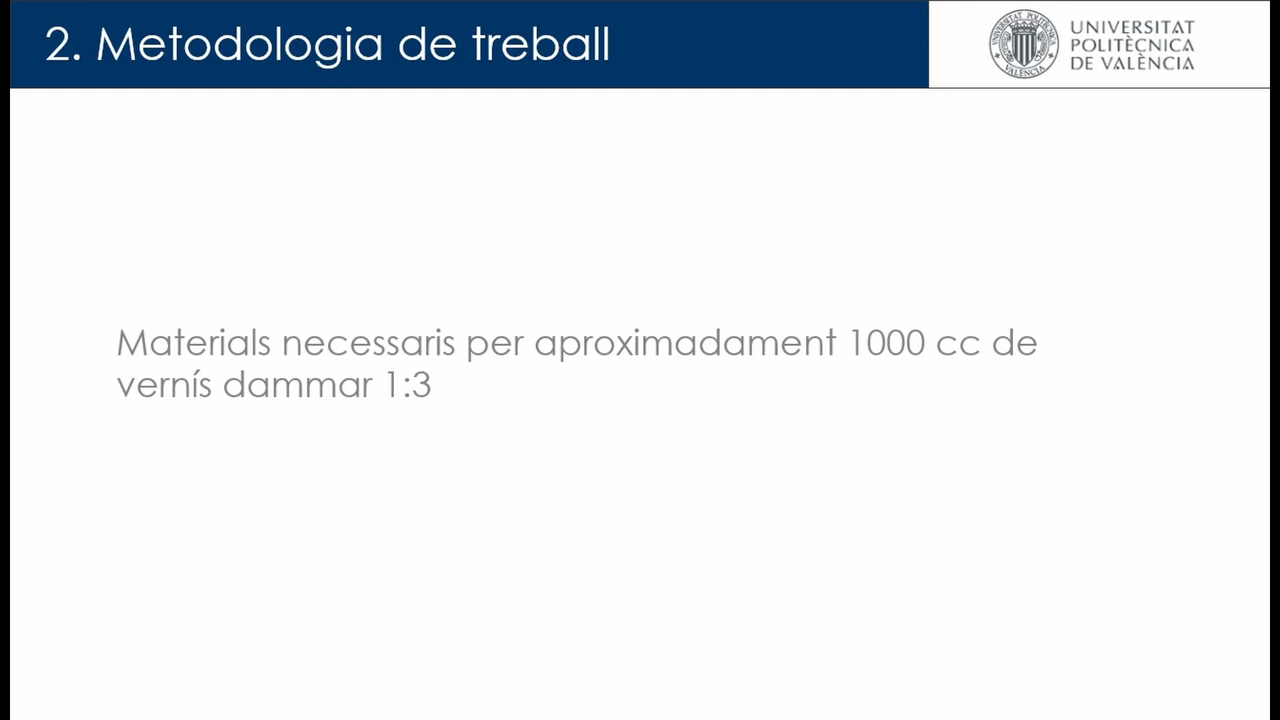 2. Metodologia de treball
UNIVERSITAT
POLITÈCNICA
DE VALÈNCIA
Materials necessaris per aproximadament 1000 cc de
vernís dammar 1:3